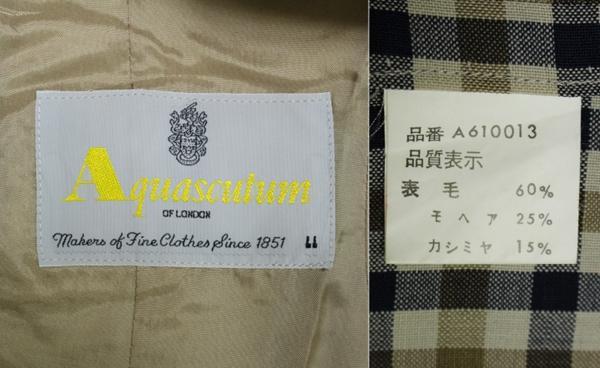 Aquascutum
OF LONDON
Makers of Fine Clothes Since 1851
品番 A610013
品質表示
表 毛 60%
モヘア 25%
カシミヤ 15%